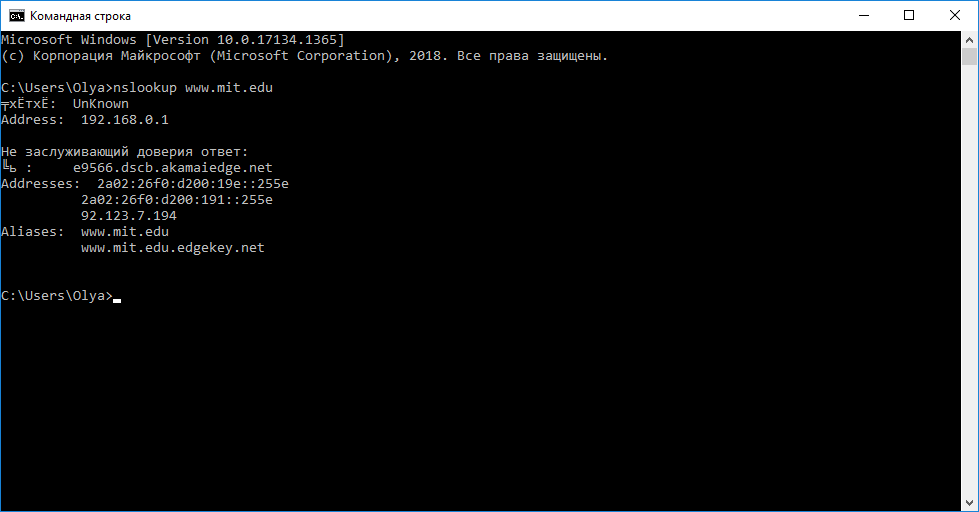 Командная строка
Microsoft Windows [Version 10.0.17134.1365]
(c) Корпорация Майкрософт (Microsoft Corporation), 2018. Все права защищены.
C:\Users\Olya>nslookup www.mit.edu
╤хЁтхЁ:  UnKnown
Address:  192.168.0.1
Не заслуживающий доверия ответ:
╚ь :     e9566.dscb.akamaiedge.net
Addresses:  2a02:26f0:d200:19e::255e
2a02:26f0:d200:191::255e
92.123.7.194
Aliases:  www.mit.edu
www.mit.edu.edgekey.net
C:\Users\Olya>